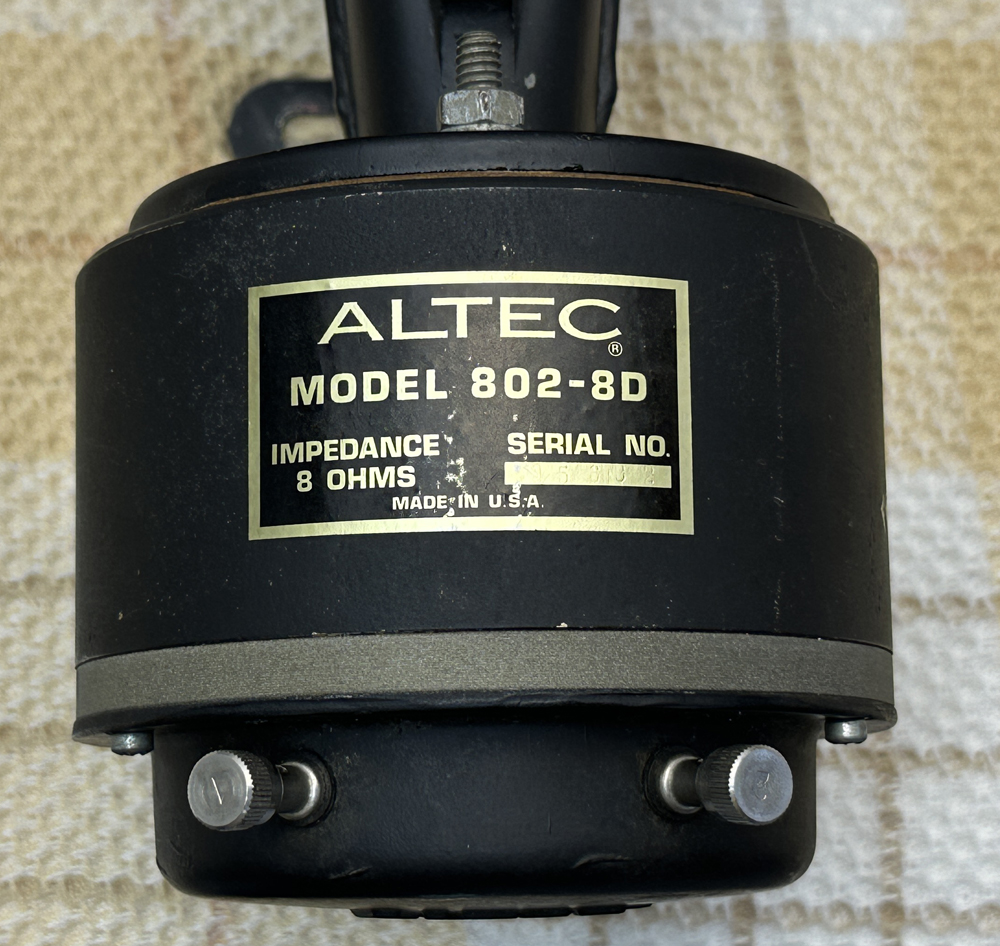 ALTEC
®
MODEL 802-8D
IMPEDANCE SERIAL NO.
8 OHMS
MADE IN U.S.A.